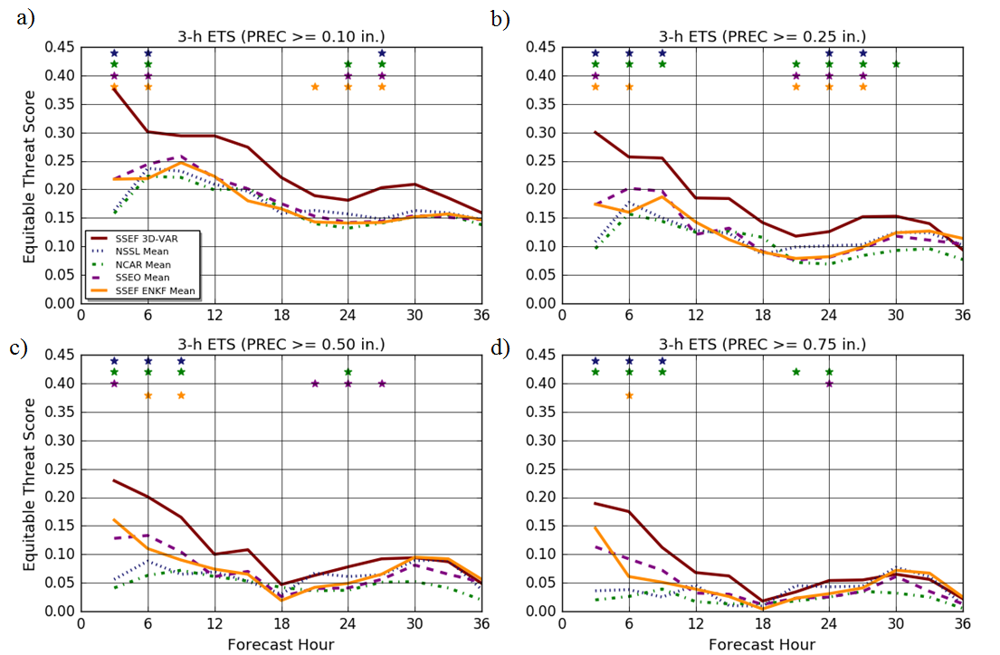 a)
3-h ETS (PREC >= 0.10 in.)
Equitable Threat Score
0.45
0.40
0.35
0.30
0.25
0.20
0.15
0.10
0.05
0.00
SSEF 3D-VAR
NSSL Mean
NCAR Mean
SSEO Mean
SSEF ENKF Mean
0 6 12 18 24 30 36
b)
3-h ETS (PREC >= 0.25 in.)
0.45
0.40
0.35
0.30
0.25
0.20
0.15
0.10
0.05
0.00
0 6 12 18 24 30 36
c)
3-h ETS (PREC >= 0.50 in.)
Equitable Threat Score
0.45
0.40
0.35
0.30
0.25
0.20
0.15
0.10
0.05
0.00
0 6 12 18 24 30 36
Forecast Hour
d)
3-h ETS (PREC >= 0.75 in.)
0.45
0.40
0.35
0.30
0.25
0.20
0.15
0.10
0.05
0.00
0 6 12 18 24 30 36
Forecast Hour